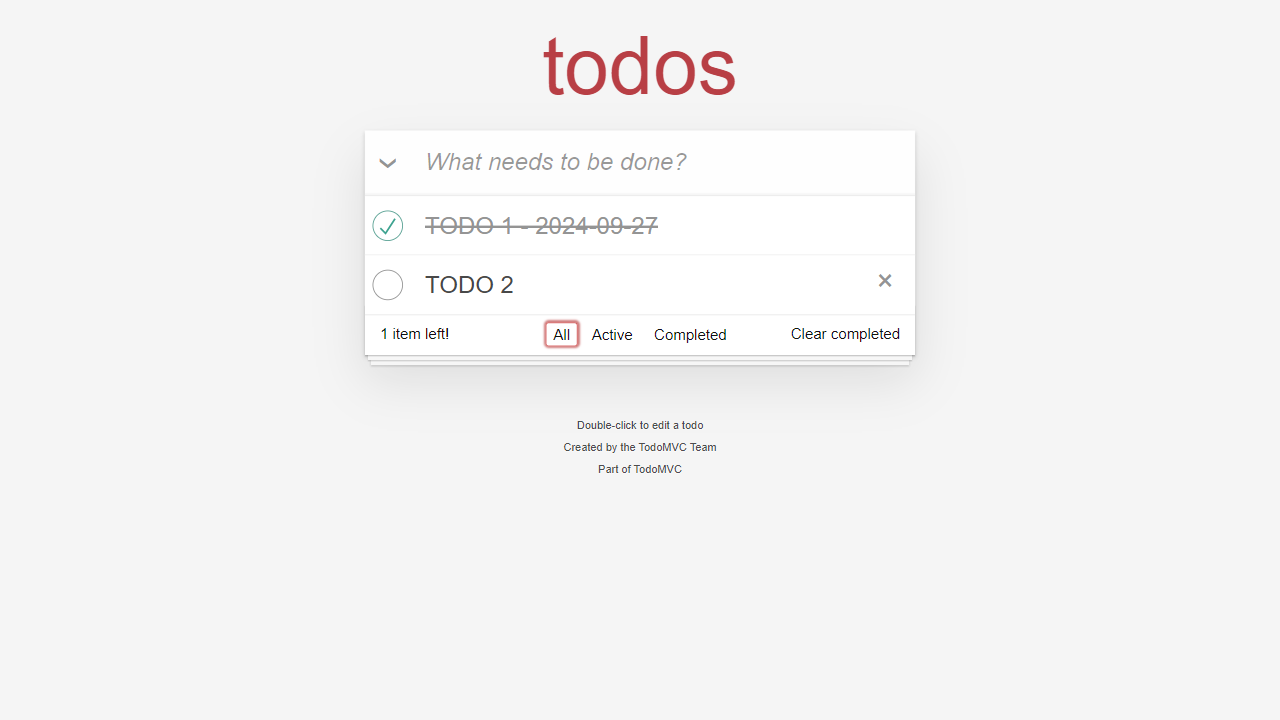 todos
What needs to be done?
TODO 1 - 2024-09-27
TODO 2 ×
1 item left! All Active Completed Clear completed
Double-click to edit a todo
Created by the TodoMVC Team
Part of TodoMVC